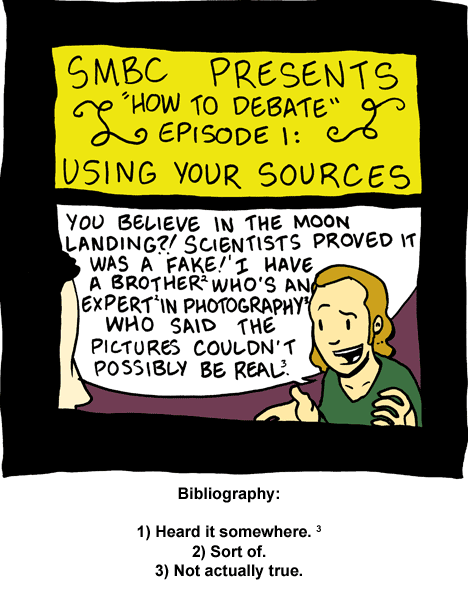 SMBC PRESENTS
"HOW TO DEBATE"
EPISODE 1:
USING YOUR SOURCES
YOU BELIEVE IN THE MOON
LANDING?! SCIENTISTS PROVED IT
WAS A FAKE!¹ I HAVE
A BROTHER² WHO'S AN
EXPERT² IN PHOTOGRAPHY³
WHO SAID THE
PICTURES COULDN'T
POSSIBLY BE REAL³.
Bibliography:
1) Heard it somewhere. ³
2) Sort of.
3) Not actually true.